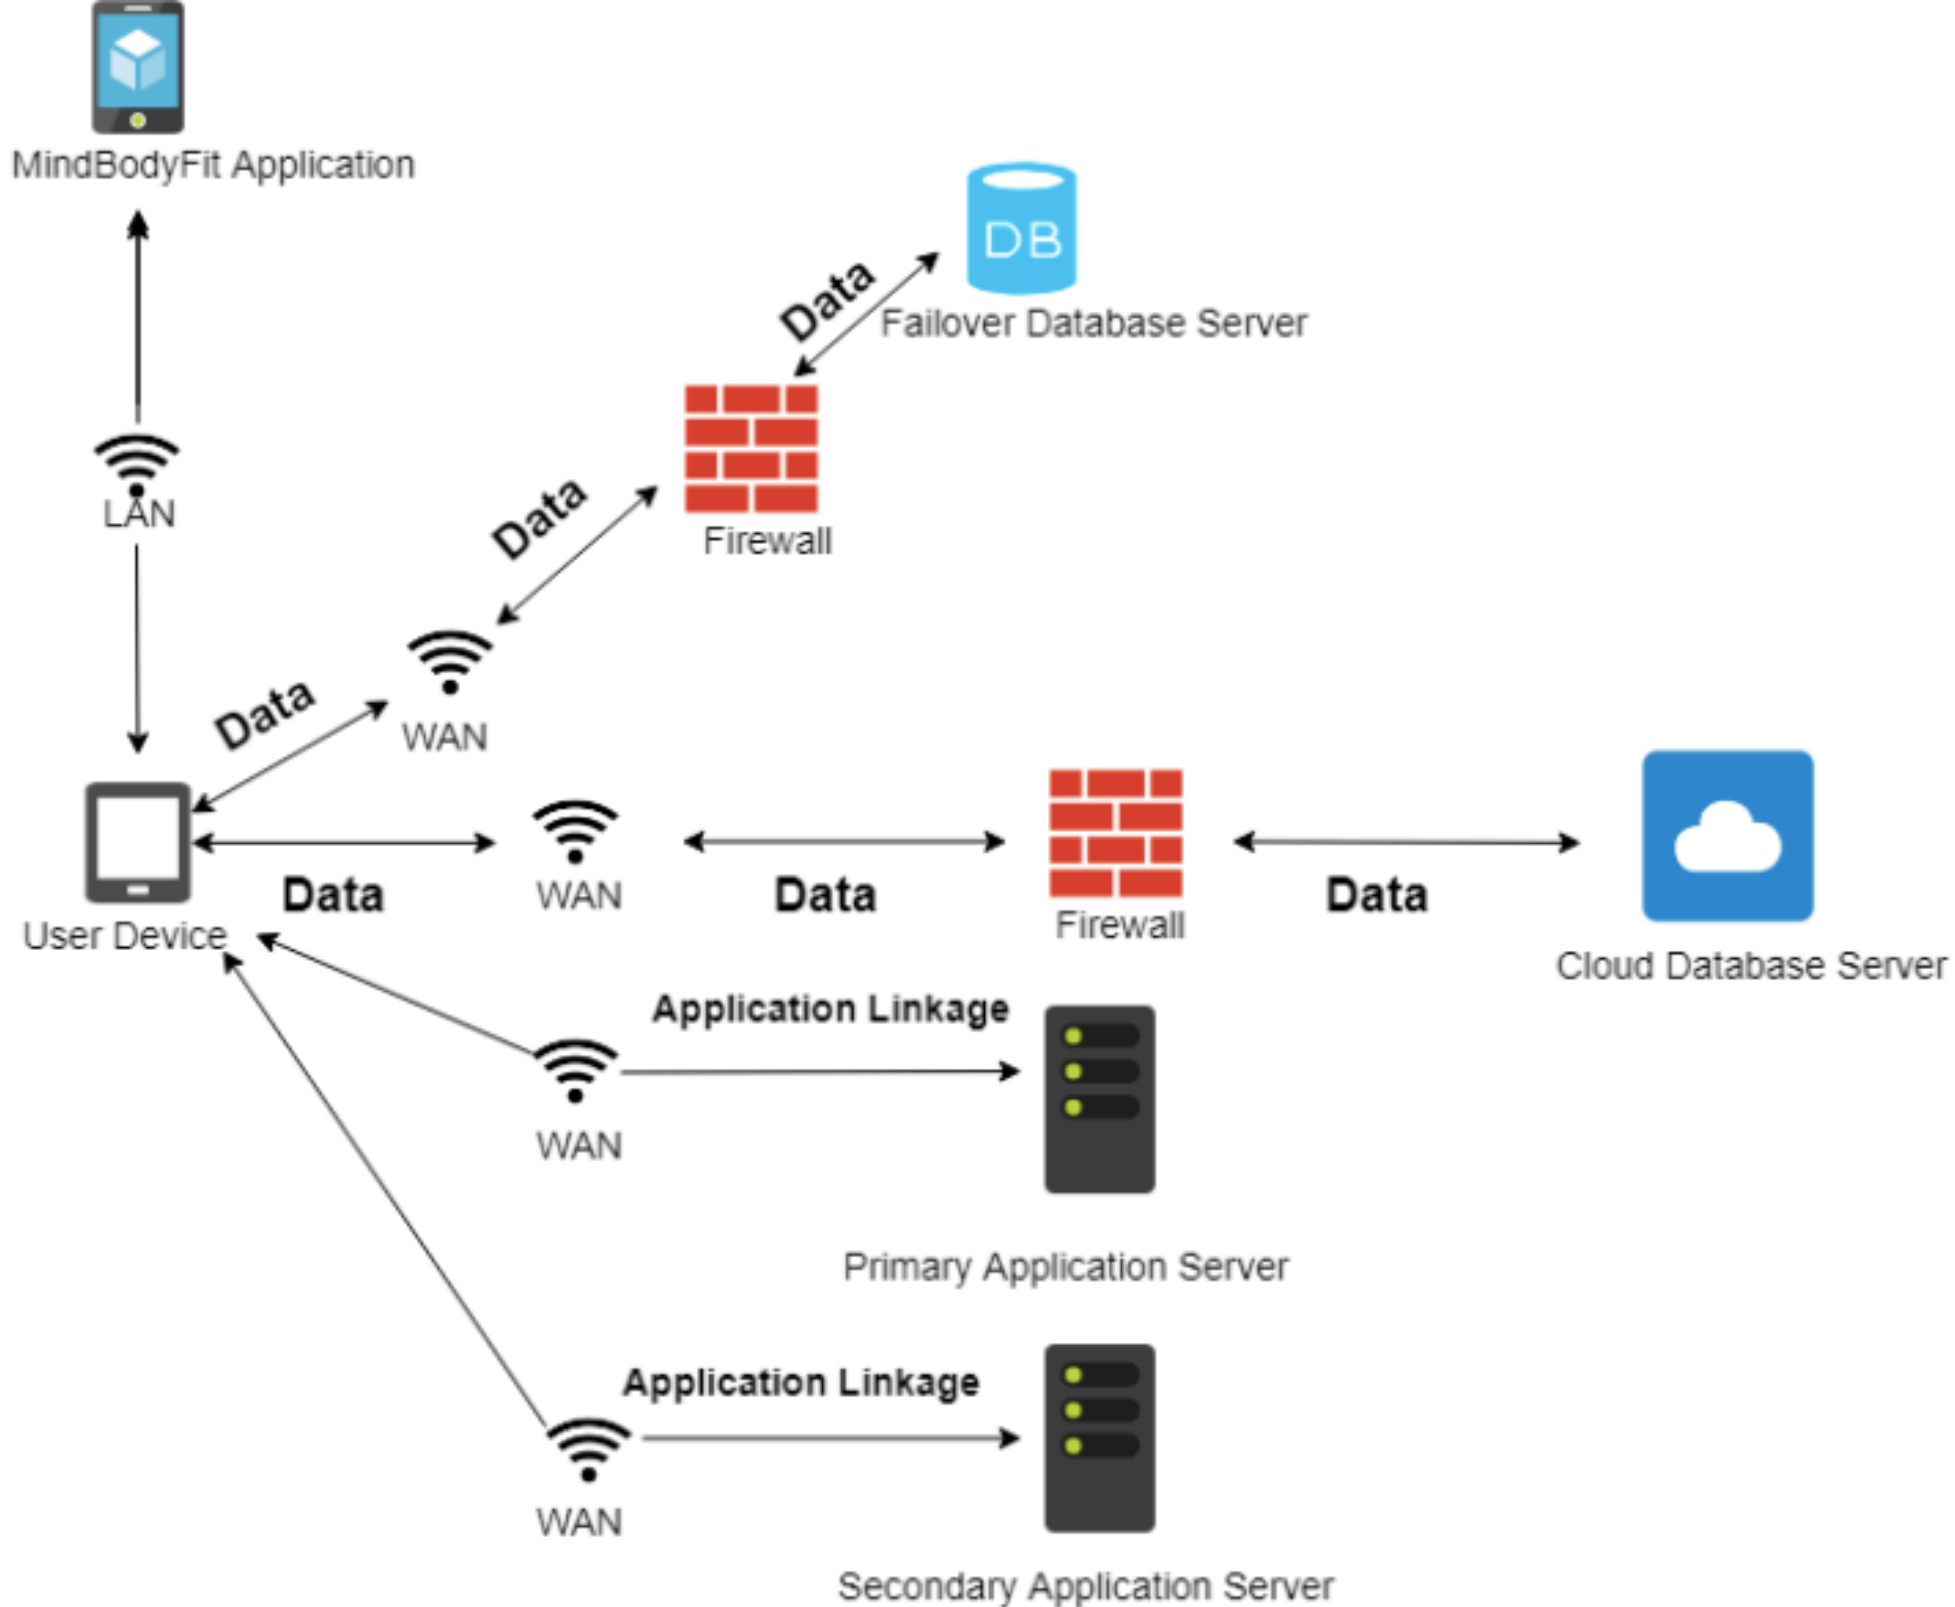 MindBodyFit Application
DB
Data
Failover Database Server
LAN
Data
Firewall
Data
WAN
User Device
Data
WAN
Data
Firewall
Data
Cloud Database Server
Application Linkage
WAN
Primary Application Server
Application Linkage
WAN
Secondary Application Server